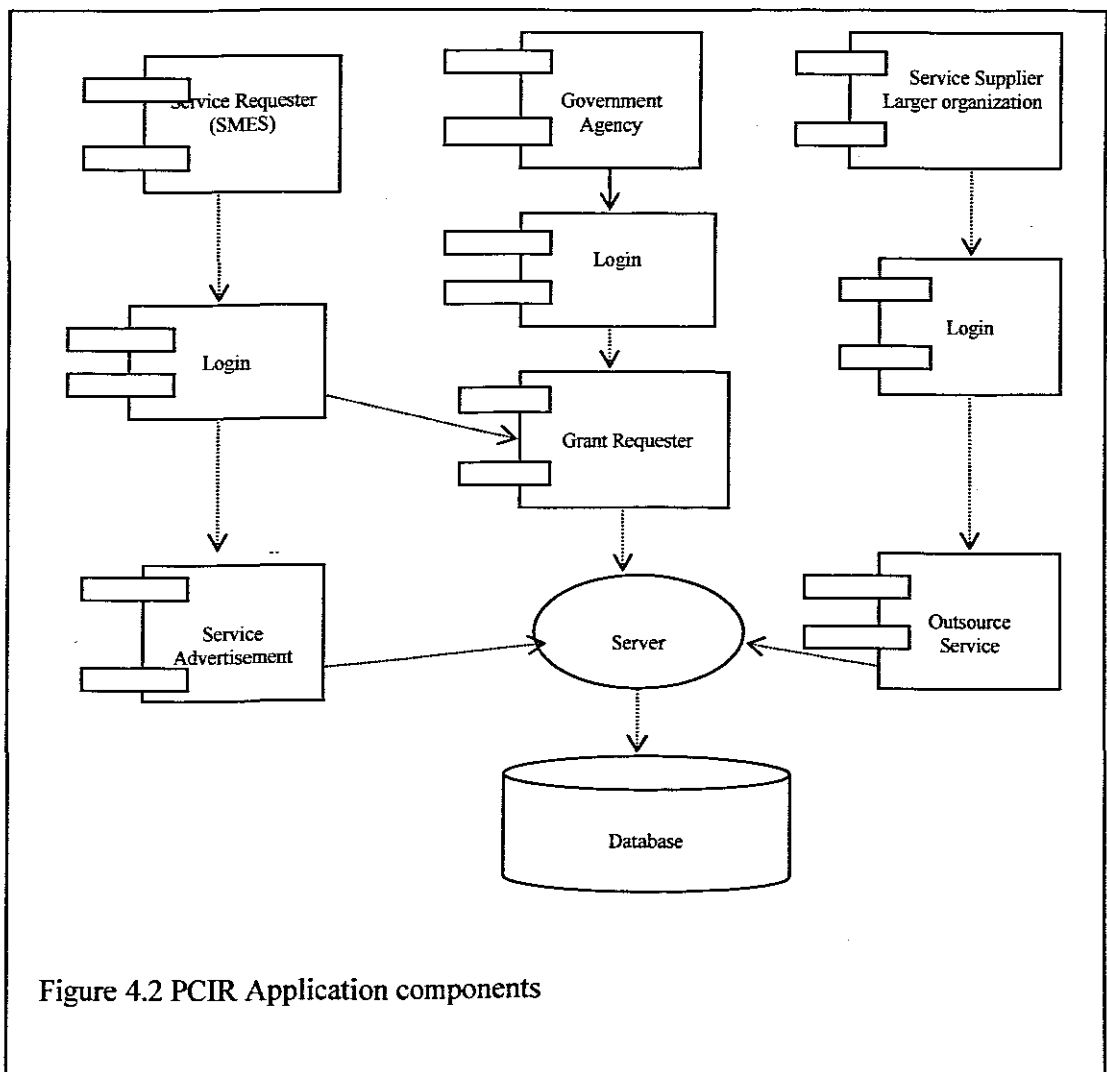 Service Requester
(SMES)
Government
Agency
Service Supplier
Larger organization
Login
Login
Login
Grant Requester
Service
Advertisement
Server
Outsource
Service
Database
Figure 4.2 PCIR Application components